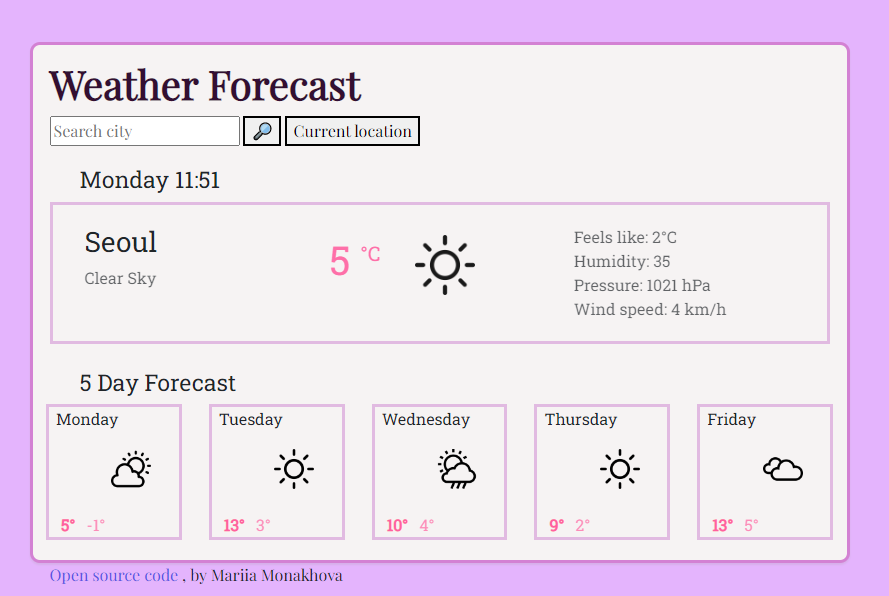 Weather Forecast
Search city
Current location
Monday 11:51
Seoul
Clear Sky
5 °C
Feels like: 2°C
Humidity: 35
Pressure: 1021 hPa
Wind speed: 4 km/h
5 Day Forecast
Monday
5° -1°
Tuesday
13° 3°
Wednesday
10° 4°
Thursday
9° 2°
Friday
13° 5°
Open source code , by Mariia Monakhova